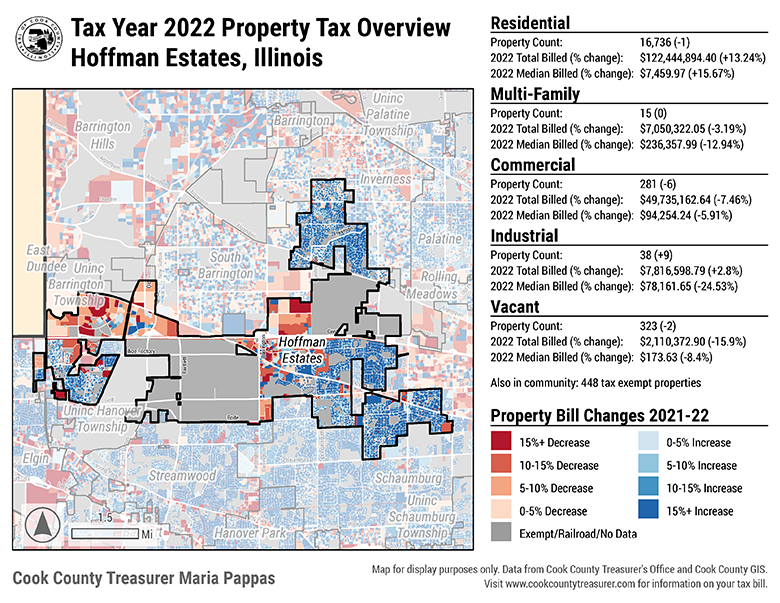 Tax Year 2022 Property Tax Overview
Hoffman Estates, Illinois
Residential
Property Count: 16,736 (-1)
2022 Total Billed (% change): $122,444,894.40 (+13.24%)
2022 Median Billed (% change): $7,459.97 (+15.67%)
Multi-Family
Property Count: 15 (0)
2022 Total Billed (% change): $7,050,322.05 (-3.19%)
2022 Median Billed (% change): $236,357.99 (-12.94%)
Commercial
Property Count: 281 (-6)
2022 Total Billed (% change): $49,735,162.64 (-7.46%)
2022 Median Billed (% change): $94,254.24 (-5.91%)
Industrial
Property Count: 38 (+9)
2022 Total Billed (% change): $7,816,598.79 (+2.8%)
2022 Median Billed (% change): $78,161.65 (-24.53%)
Vacant
Property Count: 323 (-2)
2022 Total Billed (% change): $2,110,372.90 (-15.9%)
2022 Median Billed (% change): $173.63 (-8.4%)
Also in community: 448 tax exempt properties
Property Bill Changes 2021-22
15%+ Decrease
0-5% Increase
10-15% Decrease
5-10% Increase
5-10% Decrease
10-15% Increase
0-5% Decrease
15%+ Increase
Exempt/Railroad/No Data
Uninc
Palatine
Township
Barrington
Hills
Inverness
Palatine
East
Dundee
Uninc
Barrington
Township
South
Barrington
Rolling
Meadows
Hoffman
Estates
Uninc Hanover
Township
Elgin
Streamwood
Schaumburg
Uninc
Schaumburg
Township
Hanover Park
1.5
Mi
Cook County Treasurer Maria Pappas
Map for display purposes only. Data from Cook County Treasurer's Office and Cook County GIS.
Visit www.cookcountytreasurer.com for information on your tax bill.